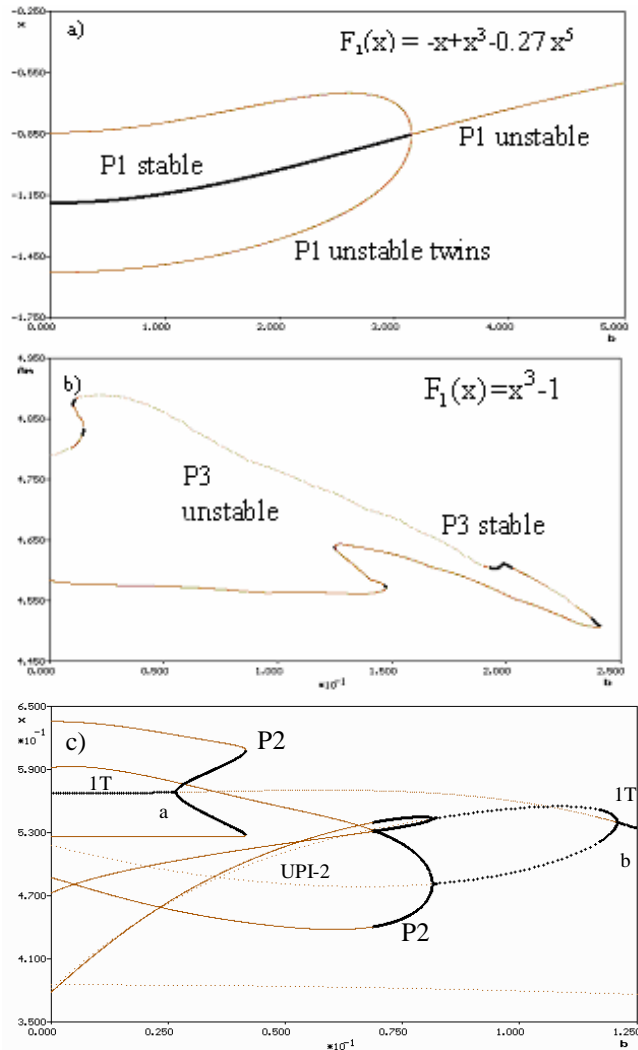 -0.250
x
a)
F₁(x) = -x+x³-0.27 x⁵
-0.550
-0.850
P1 stable
P1 unstable
-1.150
-1.450
P1 unstable twins
-1.750
0.000 1.000 2.000 3.000 4.000 5.000
b
4.950
Am
b)
F₁(x)=x³-1
4.850
4.750
P3
unstable
P3 stable
4.650
4.550
4.450
0.000 0.500 1.000 1.500 2.000 2.500
*10⁻¹ b
6.500
x
*10⁻¹
c)
P2
5.900
1T
1T
a
5.300
b
UPI-2
4.700
P2
4.100
3.500
0.000 0.250 0.500 0.750 1.000 1.250
*10⁻¹ b